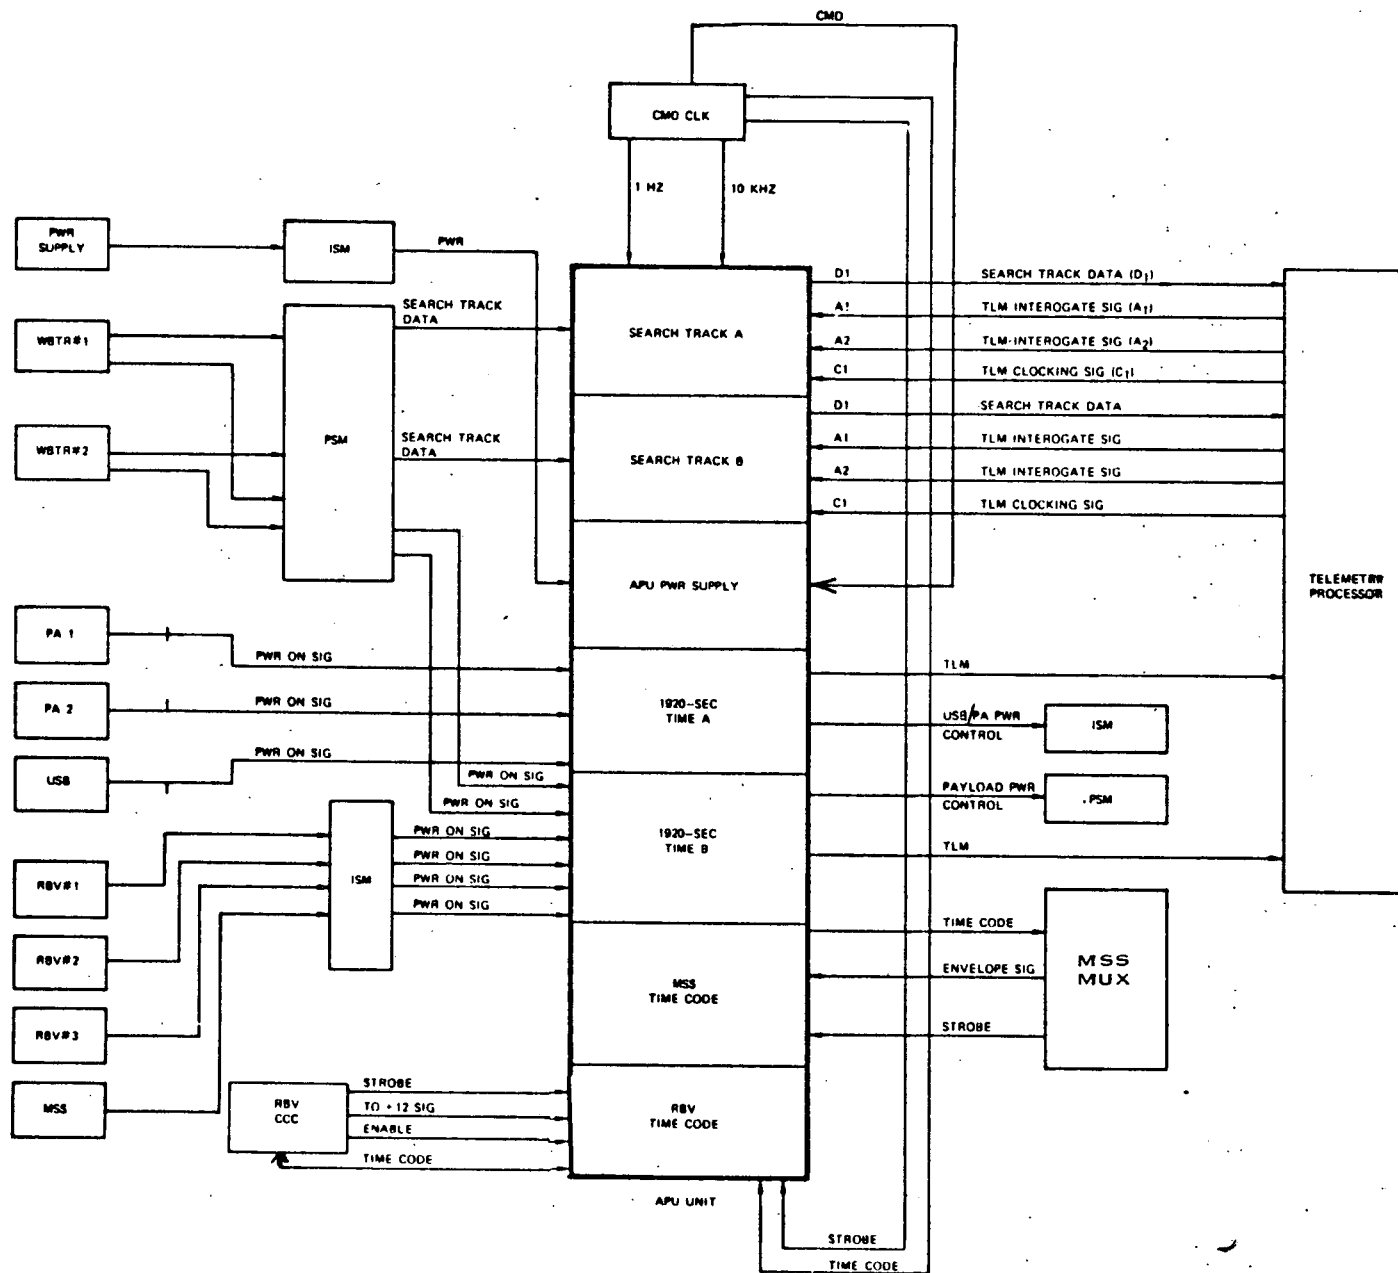 CMD
CMD CLK
1 HZ
10 KHZ
PWR
SUPPLY
ISM
PWR
WBTR#1
WBTR#2
PSM
SEARCH TRACK
DATA
SEARCH TRACK
DATA
SEARCH TRACK A
SEARCH TRACK B
APU PWR SUPPLY
1920-SEC
TIME A
1920-SEC
TIME B
MSS
TIME CODE
RBV
TIME CODE
APU UNIT
D1 SEARCH TRACK DATA (D1)
A1 TLM INTEROGATE SIG (A1)
A2 TLM-INTEROGATE SIG (A2)
C1 TLM CLOCKING SIG (C1)
D1 SEARCH TRACK DATA
A1 TLM INTEROGATE SIG
A2 TLM INTEROGATE SIG
C1 TLM CLOCKING SIG
TELEMETRY
PROCESSOR
PA 1
PWR ON SIG
PA 2
PWR ON SIG
USB
PWR ON SIG
PWR ON SIG
PWR ON SIG
RBV#1
RBV#2
RBV#3
MSS
ISM
PWR ON SIG
PWR ON SIG
PWR ON SIG
PWR ON SIG
TLM
USB/PA PWR
CONTROL
ISM
PAYLOAD PWR
CONTROL
PSM
TLM
TIME CODE
ENVELOPE SIG
STROBE
MSS
MUX
RBV
CCC
STROBE
TO +12 SIG
ENABLE
TIME CODE
STROBE
TIME CODE